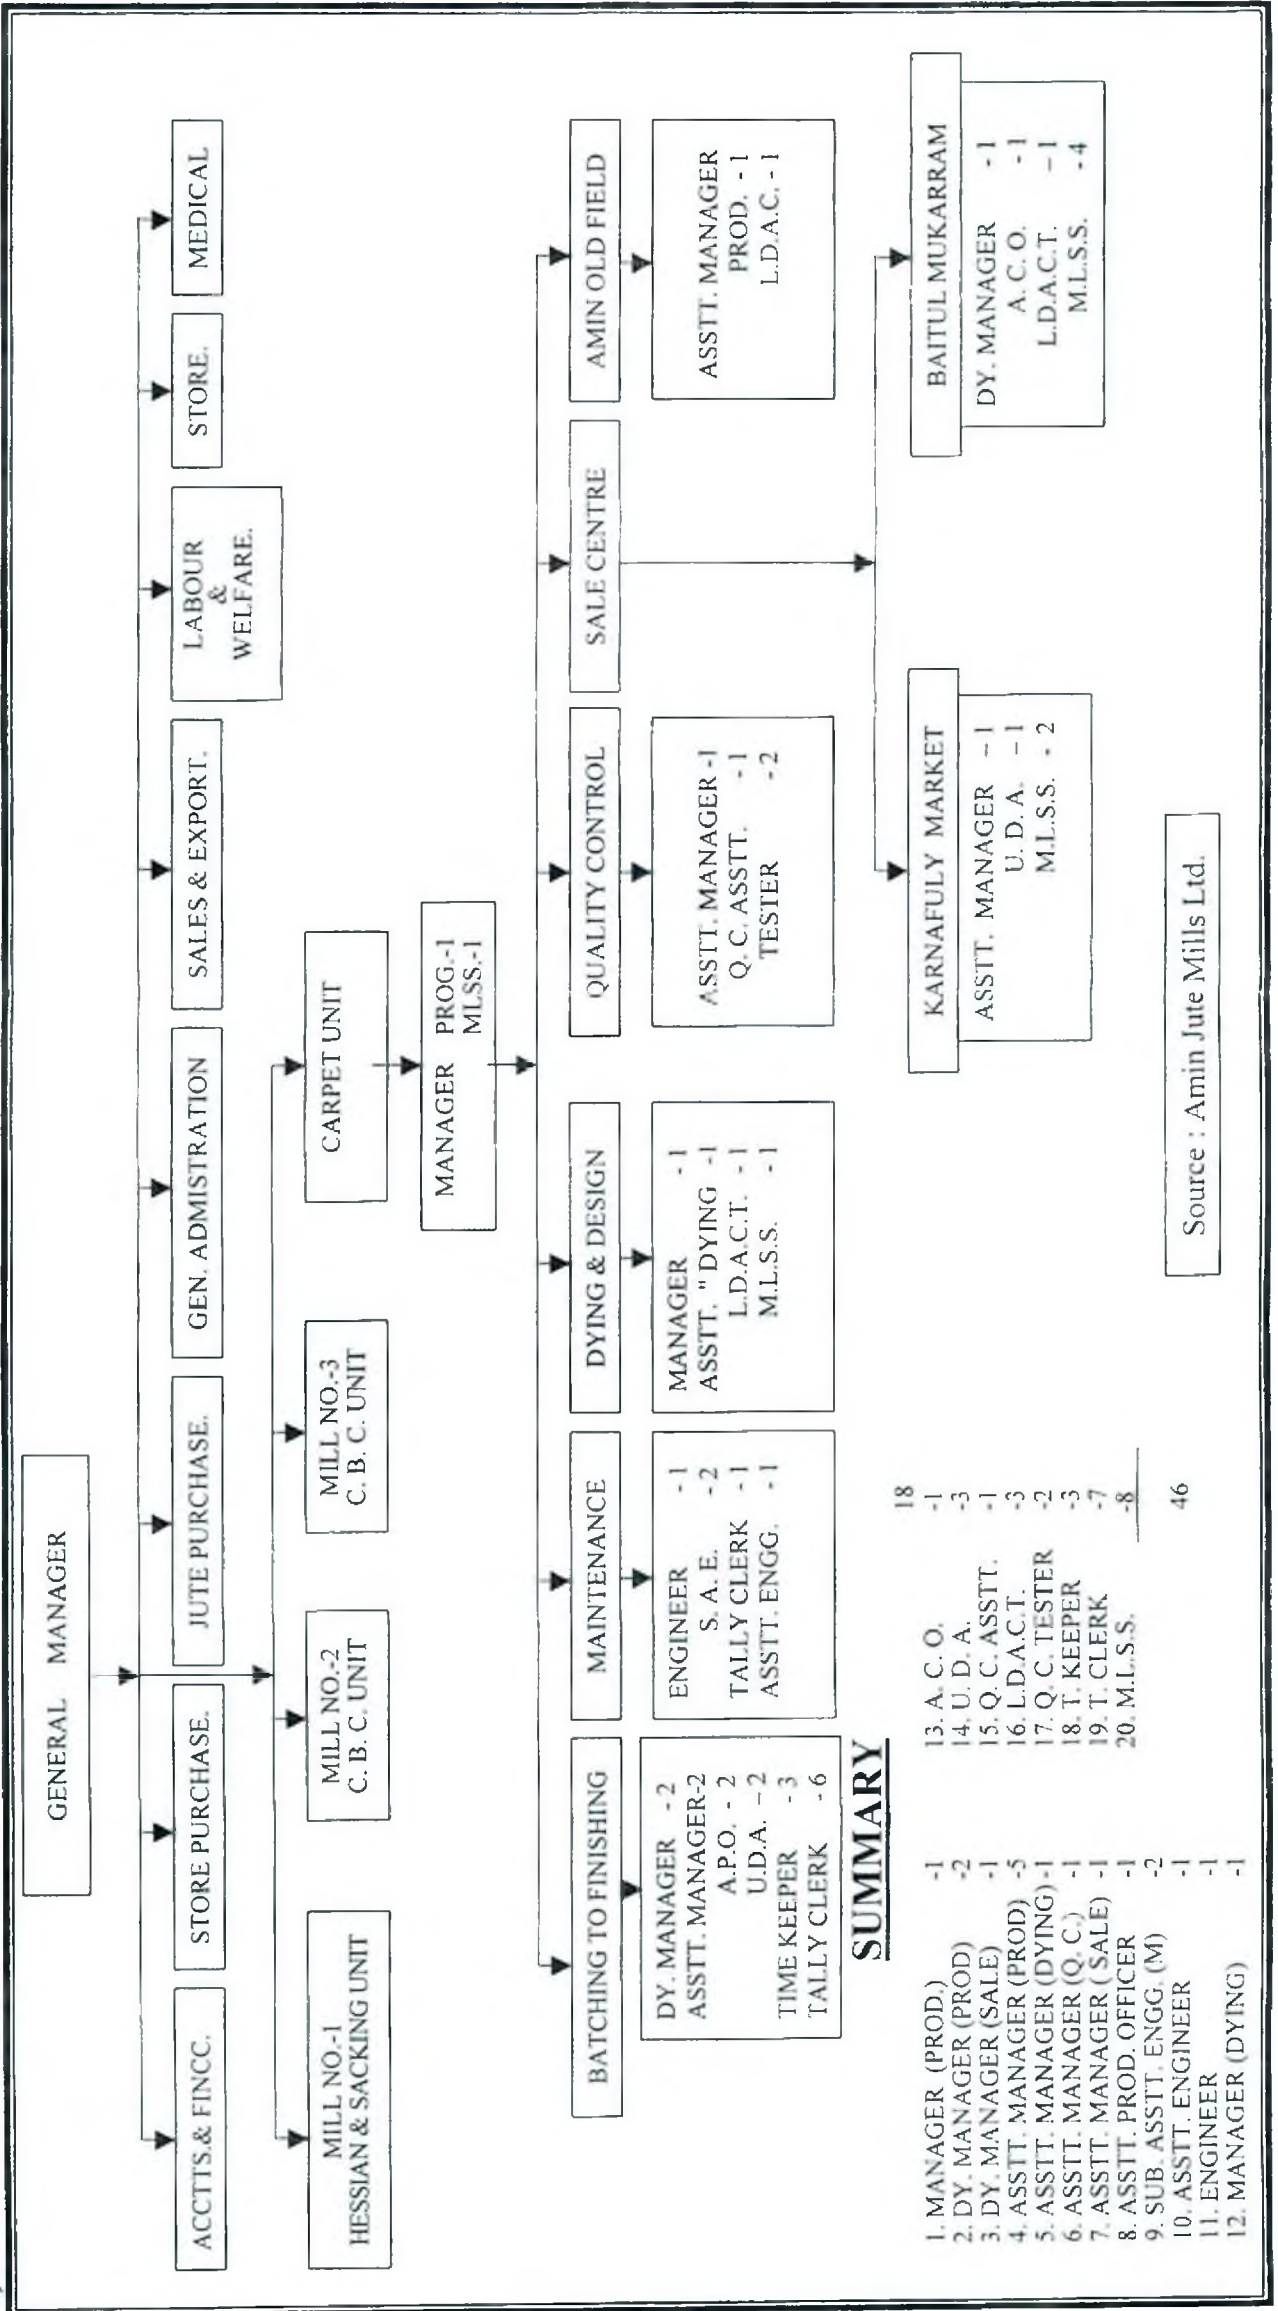 GENERAL MANAGER
ACCTTS.& FINCC.
STORE PURCHASE.
JUTE PURCHASE.
GEN. ADMISTRATION
SALES & EXPORT.
LABOUR
&
WELFARE.
STORE.
MEDICAL
MILL NO.-1
HESSIAN & SACKING UNIT
MILL NO.-2
C. B. C. UNIT
MILL NO.-3
C. B. C. UNIT
CARPET UNIT
MANAGER PROG.-1
MLSS.-1
BATCHING TO FINISHING
MAINTENANCE
DYING & DESIGN
QUALITY CONTROL
SALE CENTRE
AMIN OLD FIELD
DY. MANAGER - 2
ASSTT. MANAGER-2
A.P.O. - 2
U.D.A. -2
TIME KEEPER -3
TALLY CLERK - 6
ENGINEER -1
S. A. E. -2
TALLY CLERK -1
ASSTT. ENGG. -1
MANAGER -1
ASSTT. " DYING -1
L.D.A.C.T. -1
M.L.S.S. -1
ASSTT. MANAGER -1
Q. C. ASSTT. - 1
TESTER - 2
ASSTT. MANAGER
PROD. - 1
L.D.A.C. - 1
KARNAFULY MARKET
ASSTT. MANAGER -1
U. D. A. -1
M.L.S.S. - 2
BAITUL MUKARRAM
DY. MANAGER -1
A. C. O. -1
L.D.A.C.T. -1
M.L.S.S. -4
SUMMARY
1. MANAGER (PROD.) -1
2. DY. MANAGER (PROD) -2
3. DY. MANAGER (SALE) -1
4. ASSTT. MANAGER (PROD) -5
5. ASSTT. MANAGER (DYING) -1
6. ASSTT. MANAGER (Q. C.) -1
7. ASSTT. MANAGER ( SALE) -1
8. ASSTT. PROD. OFFICER -1
9. SUB. ASSTT. ENGG. (M) -2
10. ASSTT. ENGINEER -1
11. ENGINEER -1
12. MANAGER (DYING) -1
18
13. A. C. O. -1
14. U. D. A. -3
15. Q. C. ASSTT. -1
16. L.D.A.C.T. -3
17. Q. C. TESTER -2
18. T. KEEPER -3
19. T. CLERK -7
20. M.L.S.S. -8
46
Source : Amin Jute Mills Ltd.